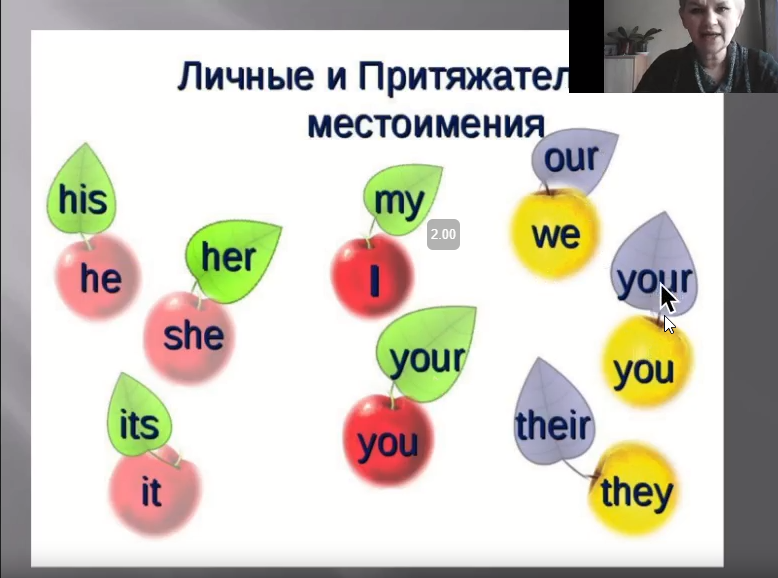 Личные и Притяжател
местоимения
his
he
her
she
its
it
my
I
2.00
your
you
our
we
your
you
their
they